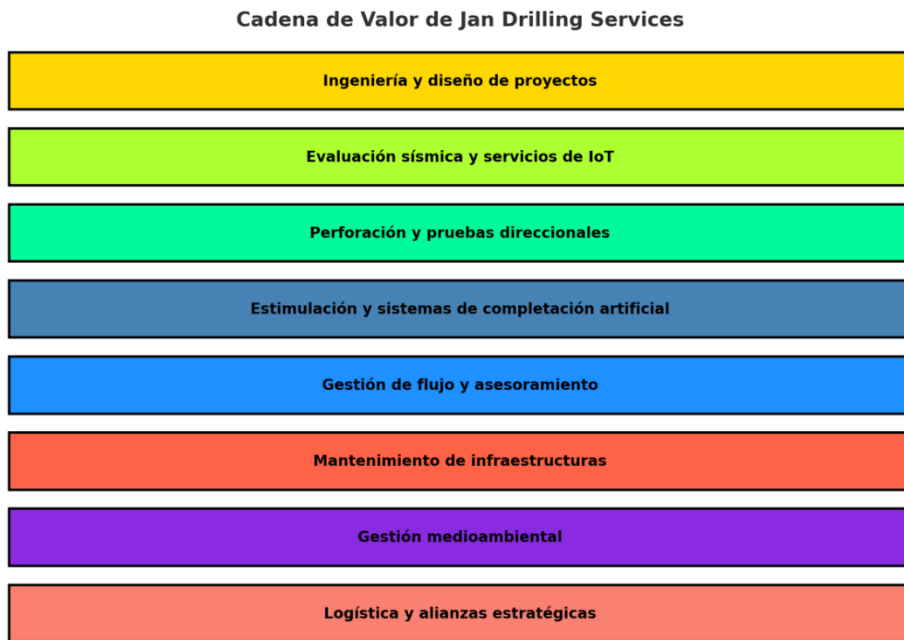 Cadena de Valor de Jan Drilling Services
Ingeniería y diseño de proyectos
Evaluación sísmica y servicios de IoT
Perforación y pruebas direccionales
Estimulación y sistemas de completación artificial
Gestión de flujo y asesoramiento
Mantenimiento de infraestructuras
Gestión medioambiental
Logística y alianzas estratégicas